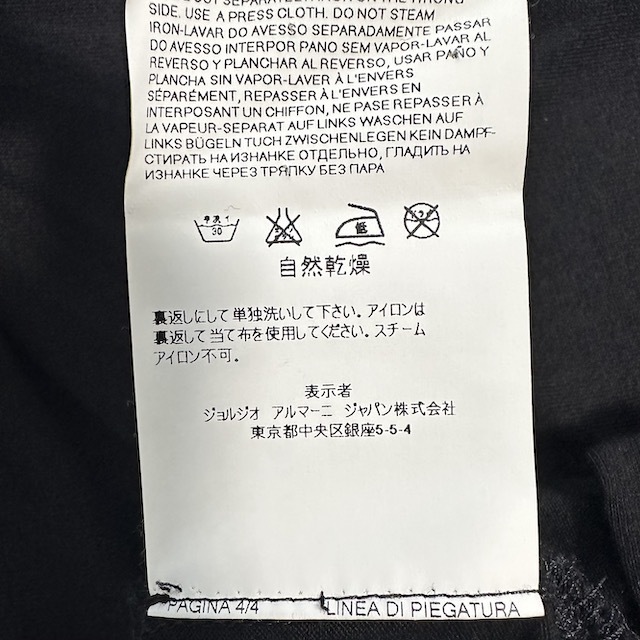 SIDE. USE A PRESS CLOTH. DO NOT STEAM
IRON-LAVAR DO AVESSO SEPARADAMENTE PASSAR
DO AVESSO INTERPOR PANO SEM VAPOR-LAVAR AL
REVERSO Y PLANCHAR AL REVERSO, USAR PAÑO Y
PLANCHA SIN VAPOR-LAVER À L'ENVERS
SÉPARÉMENT, REPASSER À L'ENVERS EN
INTERPOSANT UN CHIFFON, NE PASE REPASSER À
LA VAPEUR-SEPARAT AUF LINKS WASCHEN AUF
LINKS BÜGELN TUCH ZWISCHENLEGEN KEIN DAMPF-
СТИРАТЬ НА ИЗНАНКЕ ОТДЕЛЬНО, ГЛАДИТЬ НА
ИЗНАНКЕ ЧЕРЕЗ ТРЯПКУ БЕЗ ПАРА
手洗イ 30 低
自然乾燥
裏返しにして単独洗いして下さい。アイロンは
裏返して当て布を使用してください。スチーム
アイロン不可。
表示者
ジョルジオ アルマーニ ジャパン株式会社
東京都中央区銀座5-5-4
PAGINA 4/4 LINEA DI PIEGATURA